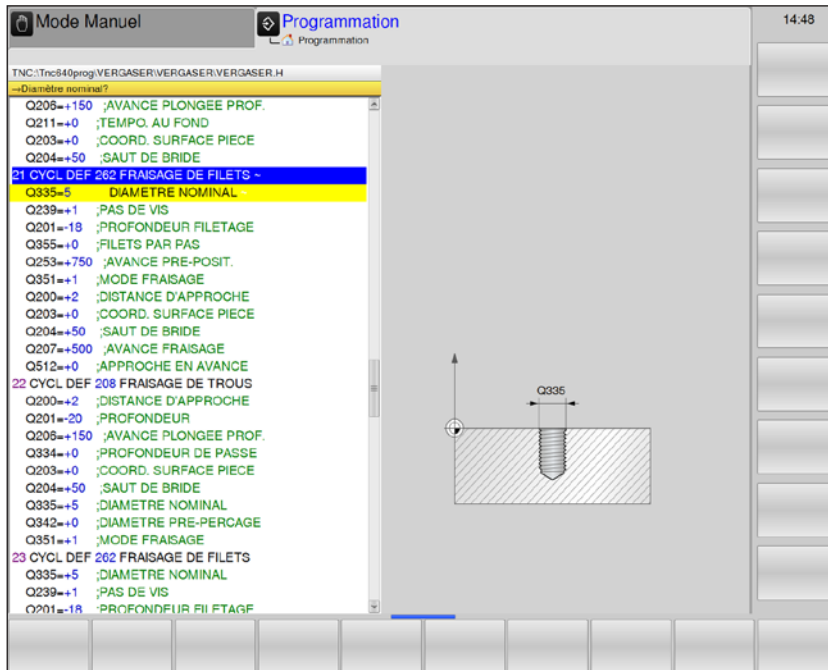 Mode Manuel
Programmation
Programmation
14:48
TNC:\Tnc640prog\VERGASER\VERGASER\VERGASER.H
→Diamètre nominal?
Q206=+150 ;AVANCE PLONGEE PROF.
Q211=+0 ;TEMPO. AU FOND
Q203=+0 ;COORD. SURFACE PIECE
Q204=+50 ;SAUT DE BRIDE
21 CYCL DEF 262 FRAISAGE DE FILETS ~
Q335=5 DIAMETRE NOMINAL ~
Q239=+1 ;PAS DE VIS
Q201=-18 ;PROFONDEUR FILETAGE
Q355=+0 ;FILETS PAR PAS
Q253=+750 ;AVANCE PRE-POSIT.
Q351=+1 ;MODE FRAISAGE
Q200=+2 ;DISTANCE D'APPROCHE
Q203=+0 ;COORD. SURFACE PIECE
Q204=+50 ;SAUT DE BRIDE
Q207=+500 ;AVANCE FRAISAGE
Q512=+0 ;APPROCHE EN AVANCE
22 CYCL DEF 208 FRAISAGE DE TROUS
Q200=+2 ;DISTANCE D'APPROCHE
Q201=-20 ;PROFONDEUR
Q206=+150 ;AVANCE PLONGEE PROF.
Q334=+0 ;PROFONDEUR DE PASSE
Q203=+0 ;COORD. SURFACE PIECE
Q204=+50 ;SAUT DE BRIDE
Q335=+5 ;DIAMETRE NOMINAL
Q342=+0 ;DIAMETRE PRE-PERCAGE
Q351=+1 ;MODE FRAISAGE
23 CYCL DEF 262 FRAISAGE DE FILETS
Q335=+5 ;DIAMETRE NOMINAL
Q239=+1 ;PAS DE VIS
Q201=-18 ;PROFONDEUR FILETAGE
Q335